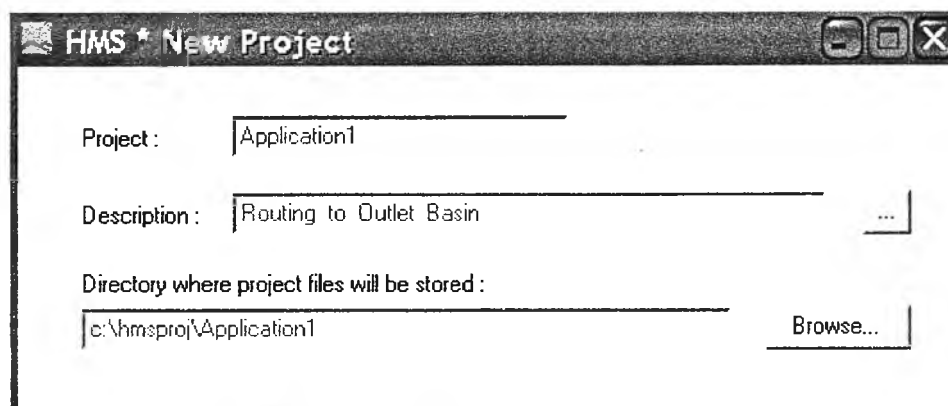 HMS * New Project
Project : Application1
Description : Routing to Outlet Basin ...
Directory where project files will be stored :
c:\hmsproj\Application1 Browse...